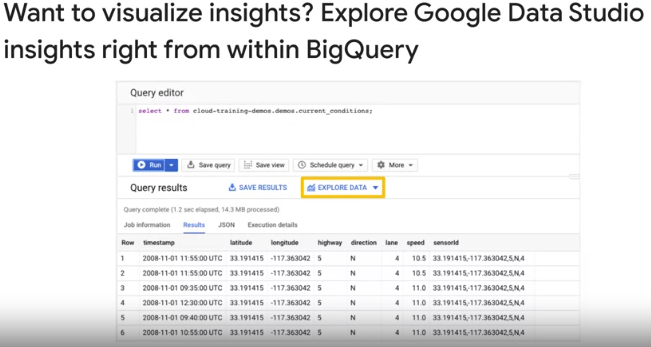 Want to visualize insights? Explore Google Data Studio
insights right from within BigQuery
Query editor
1 select * from cloud-training-demos.demos.current_conditions;
Run Save query Save view Schedule query More
Query results SAVE RESULTS EXPLORE DATA
Query complete (1.2 sec elapsed, 14.3 MB processed)
Job information Results JSON Execution details
Row timestamp latitude longitude highway direction lane speed sensorId
1 2008-11-01 11:55:00 UTC 33.191415 -117.363042 5 N 4 10.5 33.191415,-117.363042,5,N,4
2 2008-11-01 11:55:00 UTC 33.191415 -117.363042 5 N 4 10.5 33.191415,-117.363042,5,N,4
3 2008-11-01 09:35:00 UTC 33.191415 -117.363042 5 N 4 11.0 33.191415,-117.363042,5,N,4
4 2008-11-01 12:30:00 UTC 33.191415 -117.363042 5 N 4 11.0 33.191415,-117.363042,5,N,4
5 2008-11-01 09:40:00 UTC 33.191415 -117.363042 5 N 4 11.0 33.191415,-117.363042,5,N,4
6 2008-11-01 10:55:00 UTC 33.191415 -117.363042 5 N 4 11.0 33.191415,-117.363042,5,N,4